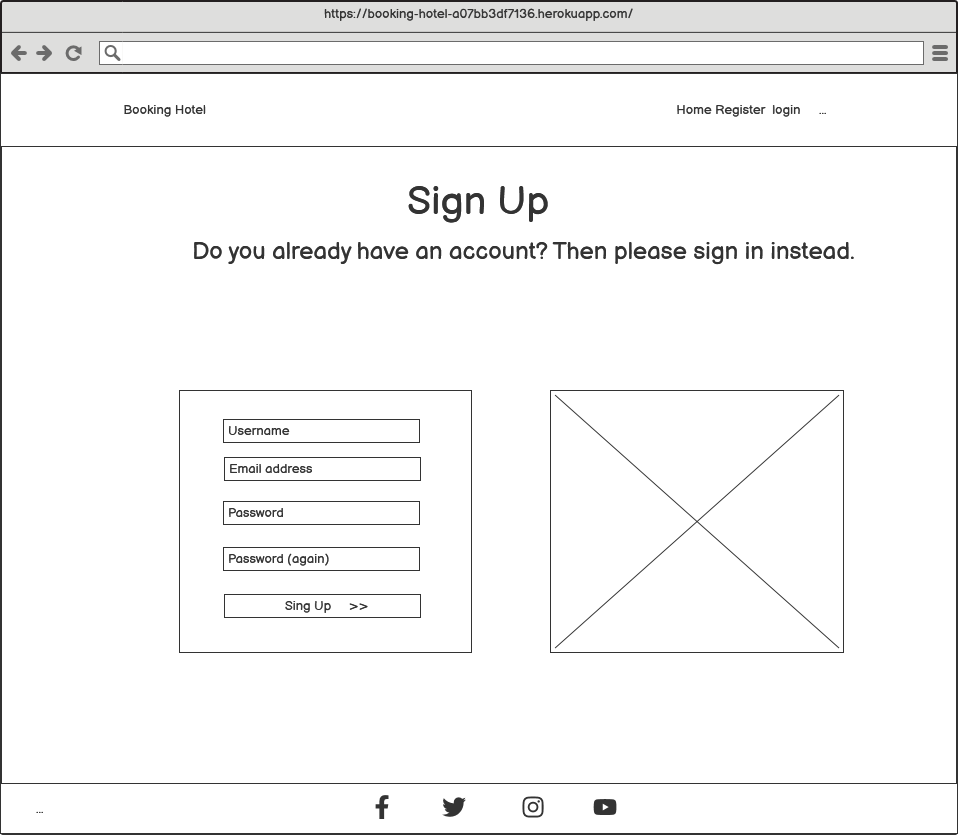 https://booking-hotel-a07bb3df7136.herokuapp.com/
Booking Hotel Home Register login ...
Sign Up
Do you already have an account? Then please sign in instead.
Username
Email address
Password
Password (again)
Sing Up >>
...